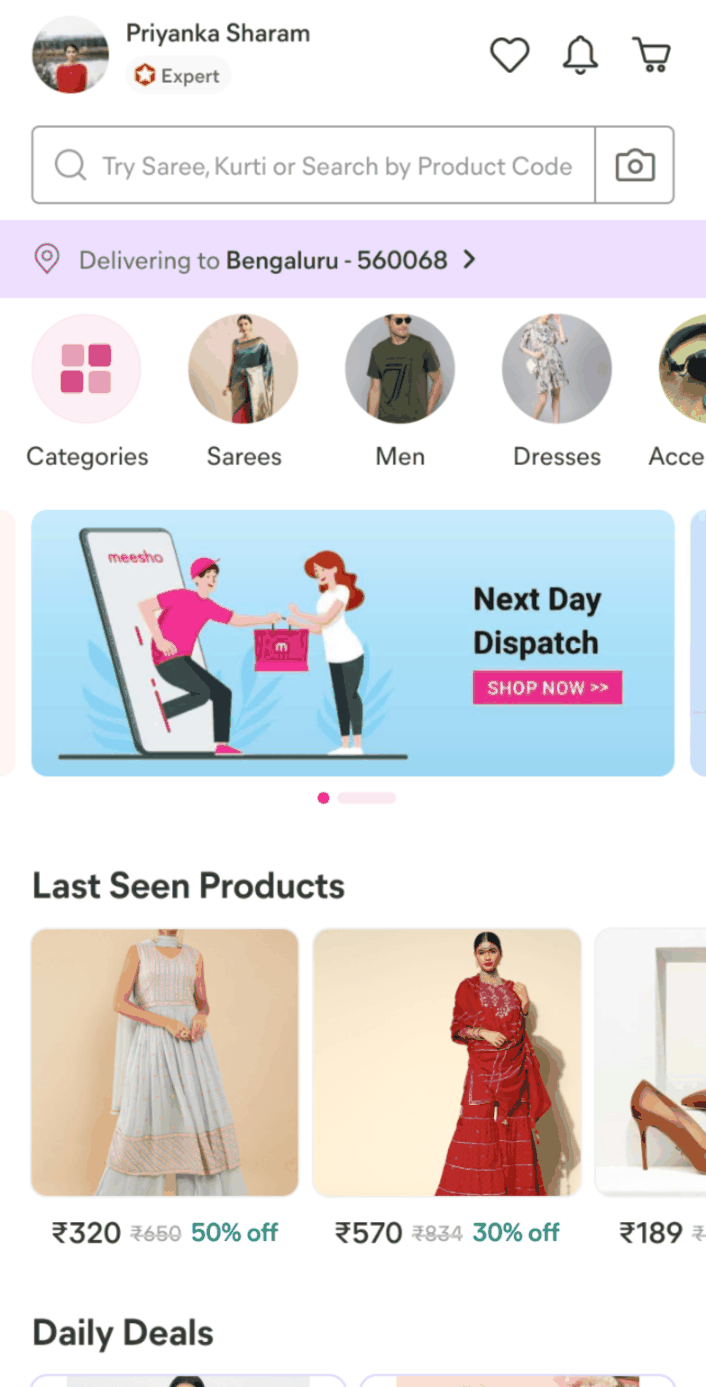 Priyanka Sharam
Expert
Try Saree, Kurti or Search by Product Code
Delivering to Bengaluru - 560068
Categories Sarees Men Dresses Acce
meesho
m
Next Day
Dispatch
SHOP NOW >>
Last Seen Products
₹320 ₹650 50% off ₹570 ₹834 30% off ₹189
Daily Deals